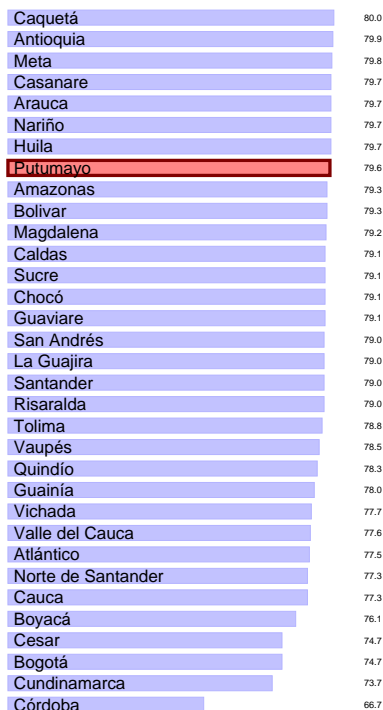 Caquetá 80.0
Antioquia 79.9
Meta 79.8
Casanare 79.7
Arauca 79.7
Nariño 79.7
Huila 79.7
Putumayo 79.6
Amazonas 79.3
Bolivar 79.3
Magdalena 79.2
Caldas 79.1
Sucre 79.1
Chocó 79.1
Guaviare 79.1
San Andrés 79.0
La Guajira 79.0
Santander 79.0
Risaralda 79.0
Tolima 78.8
Vaupés 78.5
Quindío 78.3
Guainía 78.0
Vichada 77.7
Valle del Cauca 77.6
Atlántico 77.5
Norte de Santander 77.3
Cauca 77.3
Boyacá 76.1
Cesar 74.7
Bogotá 74.7
Cundinamarca 73.7
Córdoba 66.7